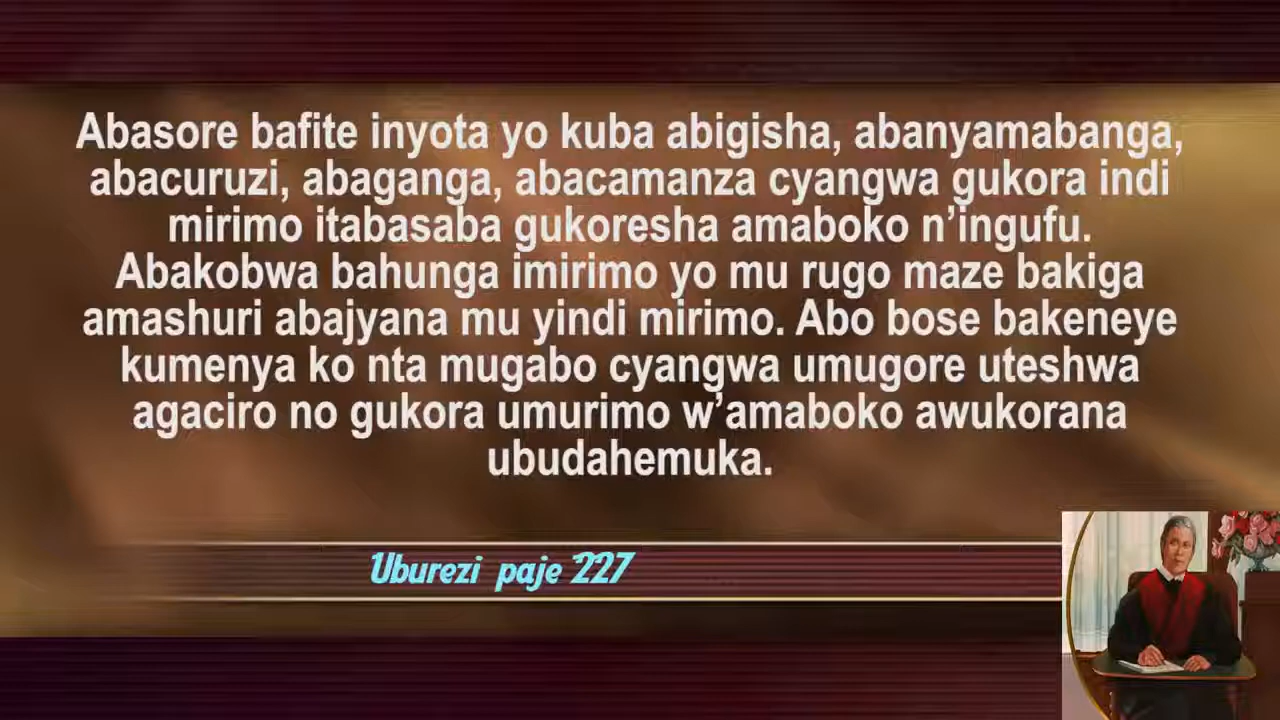 Abasore bafite inyota yo kuba abigisha, abanyamabanga,
abacuruzi, abaganga, abacamanza cyangwa gukora indi
mirimo itabasaba gukoresha amaboko n’ingufu.
Abakobwa bahunga imirimo yo mu rugo maze bakiga
amashuri abajyana mu yindi mirimo. Abo bose bakeneye
kumenya ko nta mugabo cyangwa umugore uteshwa
agaciro no gukora umurimo w’amaboko awukorana
ubudahemuka.
Uburezi paje 227